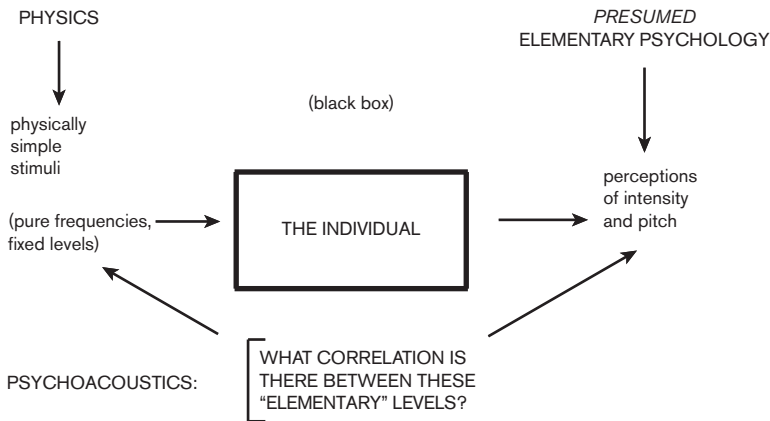 PHYSICS
PRESUMED
ELEMENTARY PSYCHOLOGY
(black box)
physically
simple
stimuli
(pure frequencies,
fixed levels)
THE INDIVIDUAL
perceptions
of intensity
and pitch
PSYCHOACOUSTICS:
WHAT CORRELATION IS
THERE BETWEEN THESE
“ELEMENTARY” LEVELS?